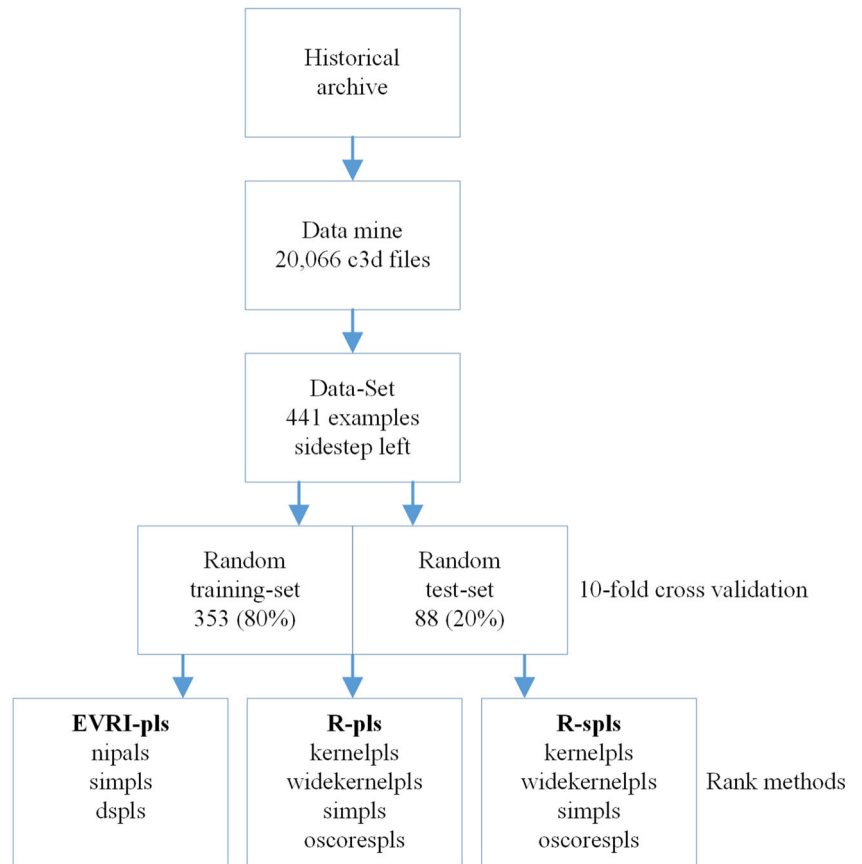 Historical
archive
Data mine
20,066 c3d files
Data-Set
441 examples
sidestep left
Random
training-set
353 (80%)
Random
test-set
88 (20%)
10-fold cross validation
EVRI-pls
nipals
simpls
dspls
R-pls
kernelpls
widekernelpls
simpls
oscorespls
R-spls
kernelpls
widekernelpls
simpls
oscorespls
Rank methods